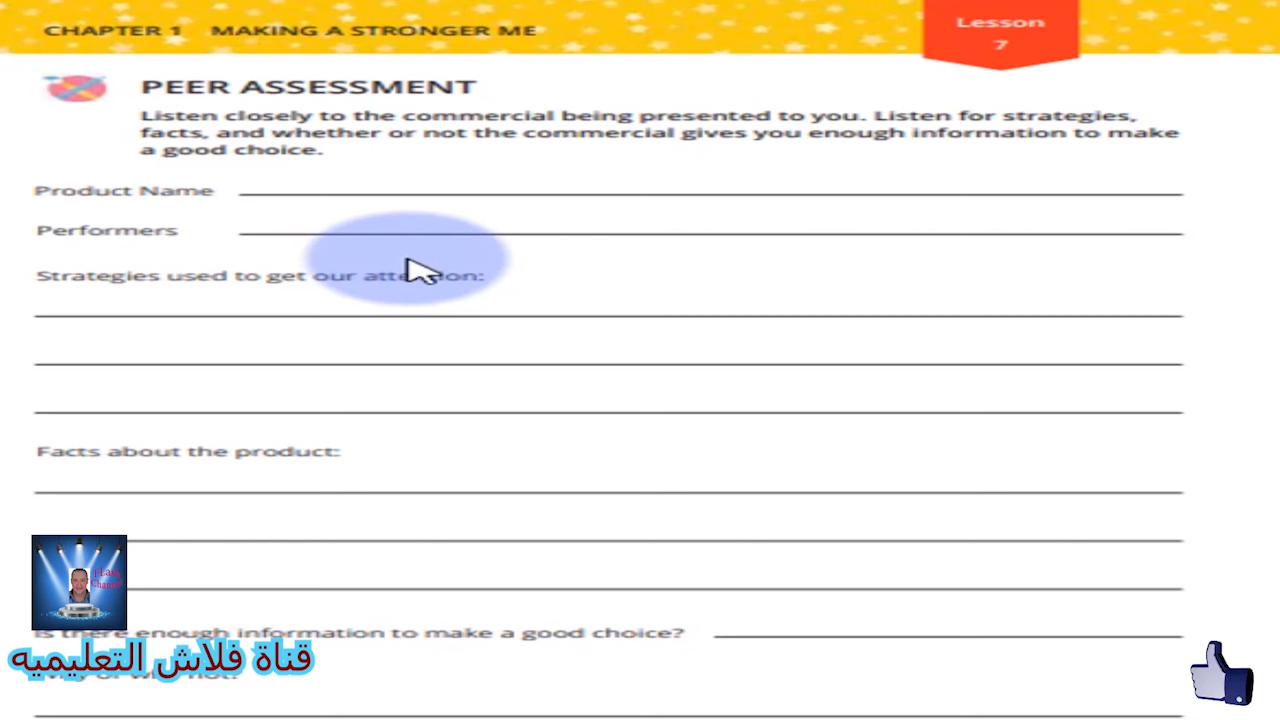 CHAPTER 1 MAKING A STRONGER ME
Lesson
7
PEER ASSESSMENT
Listen closely to the commercial being presented to you. Listen for strategies,
facts, and whether or not the commercial gives you enough information to make
a good choice.
Product Name
Performers
Strategies used to get our attention:
Facts about the product:
Is there enough information to make a good choice?
قناة فلاش التعليميه